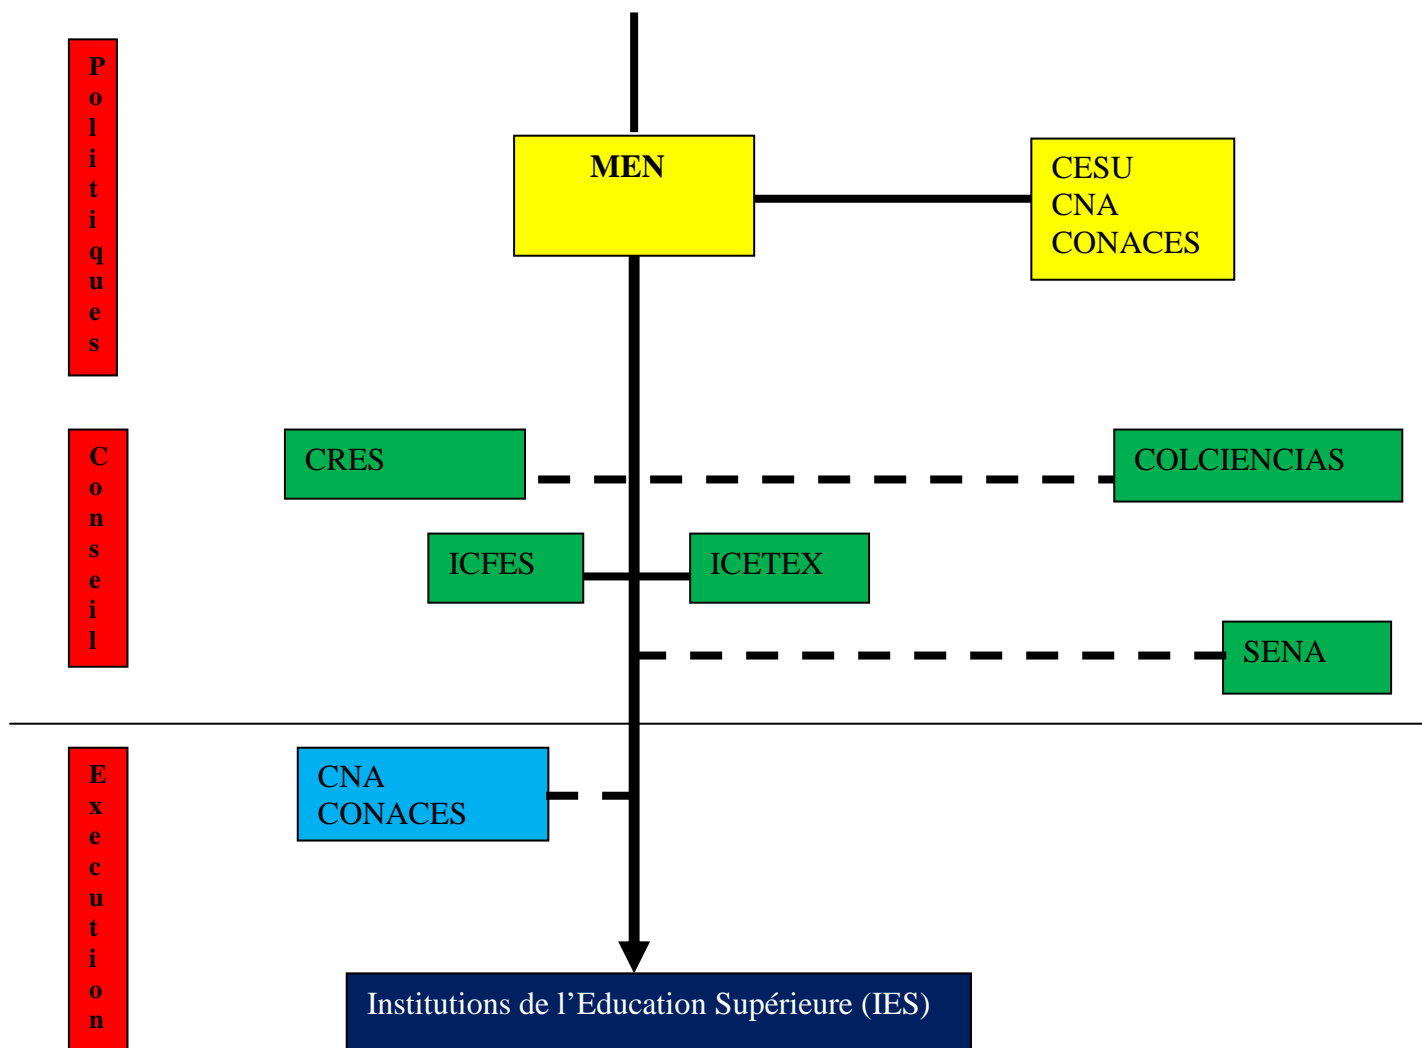 Politiques
MEN
CESU
CNA
CONACES
Conseil
CRES
COLCIENCIAS
ICFES
ICETEX
SENA
Execution
CNA
CONACES
Institutions de l’Education Supérieure (IES)